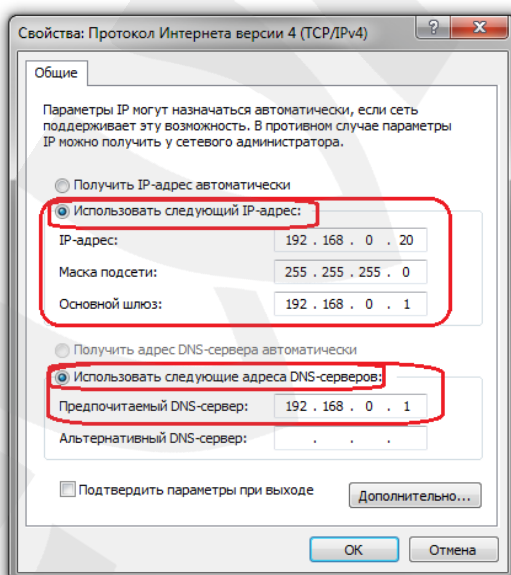 Свойства: Протокол Интернета версии 4 (TCP/IPv4)
? X
Общие
Параметры IP могут назначаться автоматически, если сеть
поддерживает эту возможность. В противном случае параметры
IP можно получить у сетевого администратора.
Получить IP-адрес автоматически
Использовать следующий IP-адрес:
IP-адрес: 192 . 168 . 0 . 20
Маска подсети: 255 . 255 . 255 . 0
Основной шлюз: 192 . 168 . 0 . 1
Получить адрес DNS-сервера автоматически
Использовать следующие адреса DNS-серверов:
Предпочитаемый DNS-сервер: 192 . 168 . 0 . 1
Альтернативный DNS-сервер: . . .
Подтвердить параметры при выходе
Дополнительно...
ОК Отмена